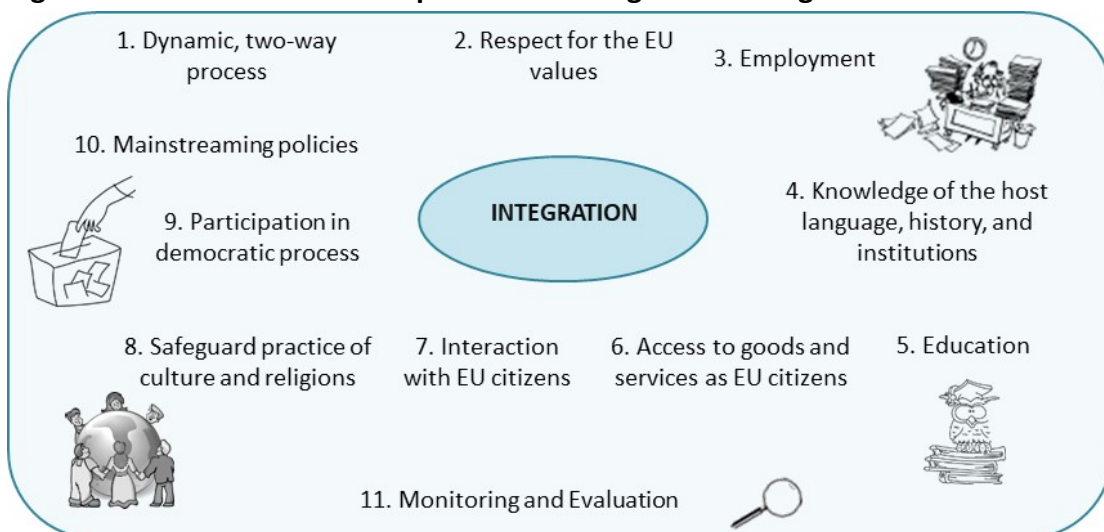 1. Dynamic, two-way
process
2. Respect for the EU
values
3. Employment
10. Mainstreaming policies
INTEGRATION
4. Knowledge of the host
language, history, and
institutions
9. Participation in
democratic process
8. Safeguard practice of
culture and religions
7. Interaction
with EU citizens
6. Access to goods and
services as EU citizens
5. Education
11. Monitoring and Evaluation